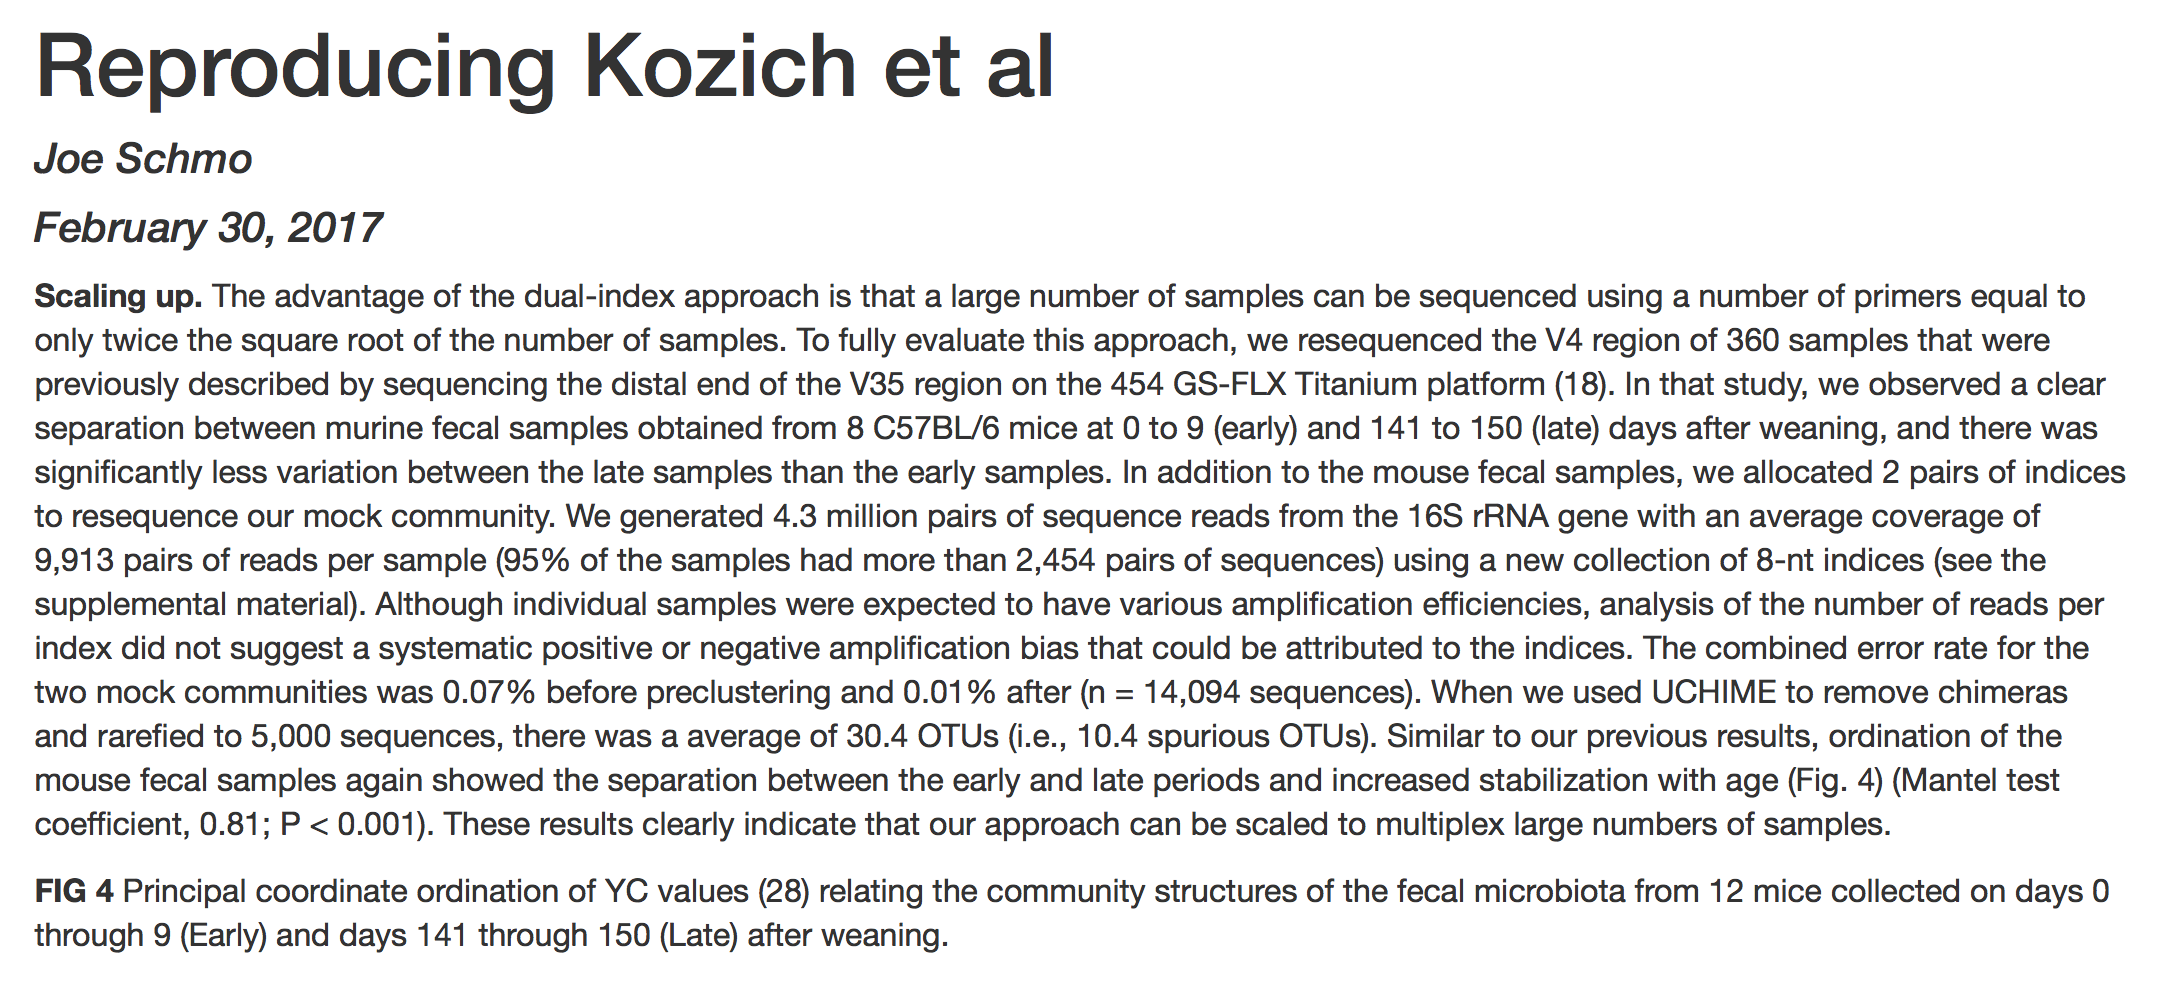 Reproducing Kozich et al
Joe Schmo
February 30, 2017
Scaling up. The advantage of the dual-index approach is that a large number of samples can be sequenced using a number of primers equal to
only twice the square root of the number of samples. To fully evaluate this approach, we resequenced the V4 region of 360 samples that were
previously described by sequencing the distal end of the V35 region on the 454 GS-FLX Titanium platform (18). In that study, we observed a clear
separation between murine fecal samples obtained from 8 C57BL/6 mice at 0 to 9 (early) and 141 to 150 (late) days after weaning, and there was
significantly less variation between the late samples than the early samples. In addition to the mouse fecal samples, we allocated 2 pairs of indices
to resequence our mock community. We generated 4.3 million pairs of sequence reads from the 16S rRNA gene with an average coverage of
9,913 pairs of reads per sample (95% of the samples had more than 2,454 pairs of sequences) using a new collection of 8-nt indices (see the
supplemental material). Although individual samples were expected to have various amplification efficiencies, analysis of the number of reads per
index did not suggest a systematic positive or negative amplification bias that could be attributed to the indices. The combined error rate for the
two mock communities was 0.07% before preclustering and 0.01% after (n = 14,094 sequences). When we used UCHIME to remove chimeras
and rarefied to 5,000 sequences, there was a average of 30.4 OTUs (i.e., 10.4 spurious OTUs). Similar to our previous results, ordination of the
mouse fecal samples again showed the separation between the early and late periods and increased stabilization with age (Fig. 4) (Mantel test
coefficient, 0.81; P < 0.001). These results clearly indicate that our approach can be scaled to multiplex large numbers of samples.
FIG 4 Principal coordinate ordination of YC values (28) relating the community structures of the fecal microbiota from 12 mice collected on days 0
through 9 (Early) and days 141 through 150 (Late) after weaning.